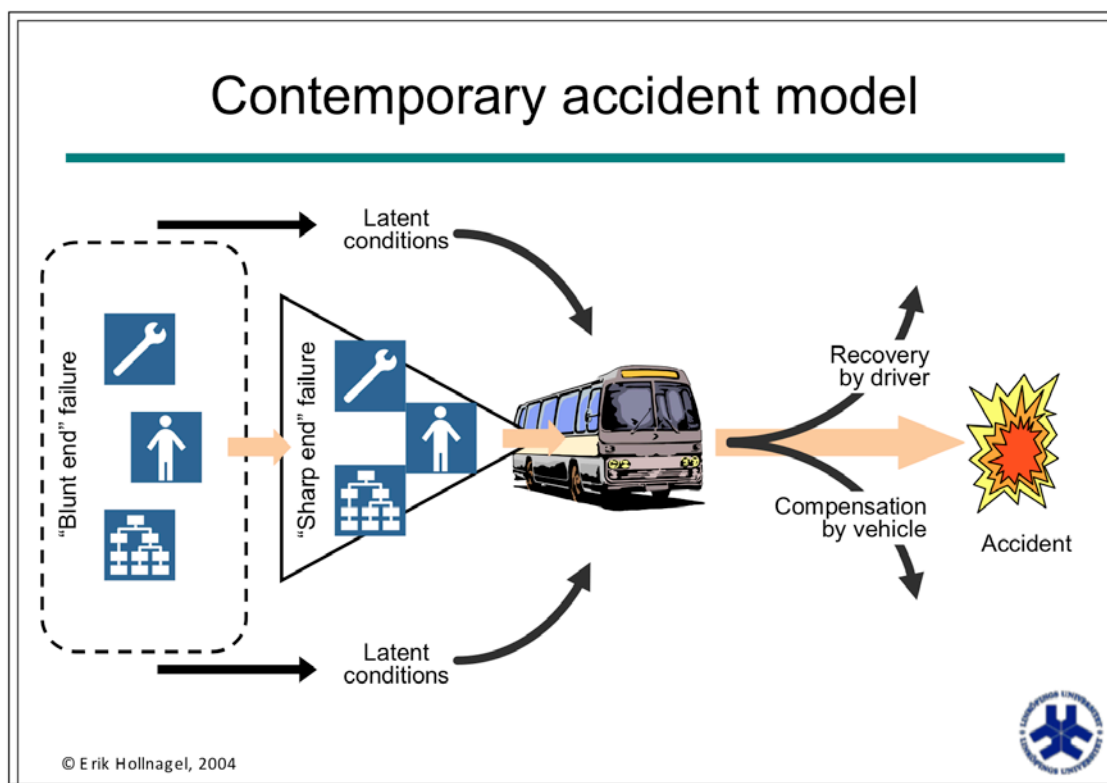 Contemporary accident model
Latent
conditions
"Blunt end" failure
"Sharp end" failure
Recovery
by driver
Compensation
by vehicle
Accident
Latent
conditions
© Erik Hollnagel, 2004